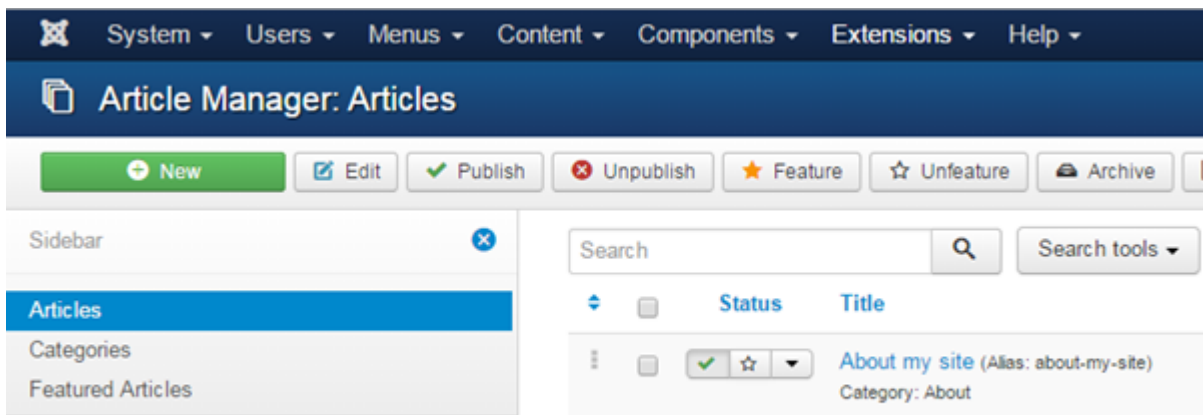 System Users Menus Content Components Extensions Help
Article Manager: Articles
New Edit Publish Unpublish Feature Unfeature Archive
Sidebar
Search Search tools
Status Title
Articles
Categories
Featured Articles
About my site (Alias: about-my-site)
Category: About